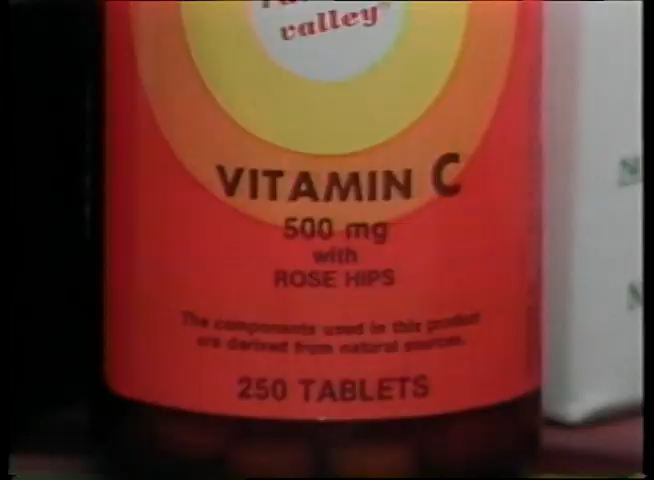 valley
VITAMIN C
500 mg
with
ROSE HIPS
The components used in this product
are derived from natural sources.
250 TABLETS
N
N